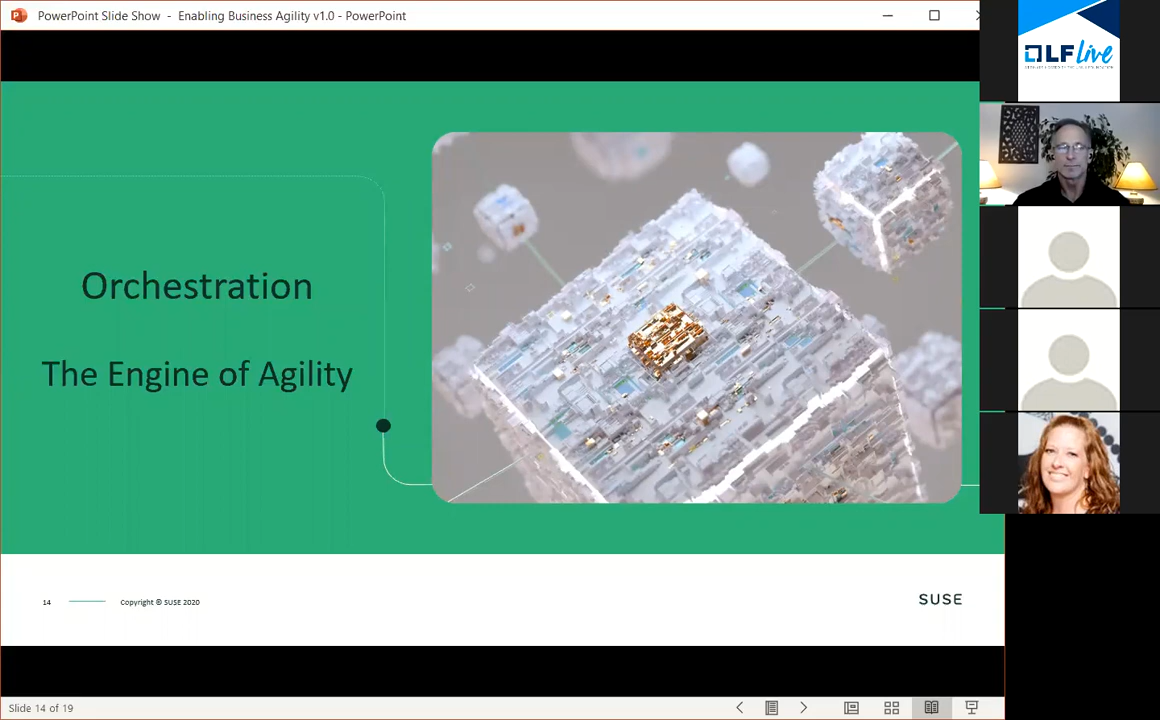 PowerPoint Slide Show - Enabling Business Agility v1.0 - PowerPoint
LF live
Orchestration
The Engine of Agility
14
Copyright © SUSE 2020
SUSE
Slide 14 of 19